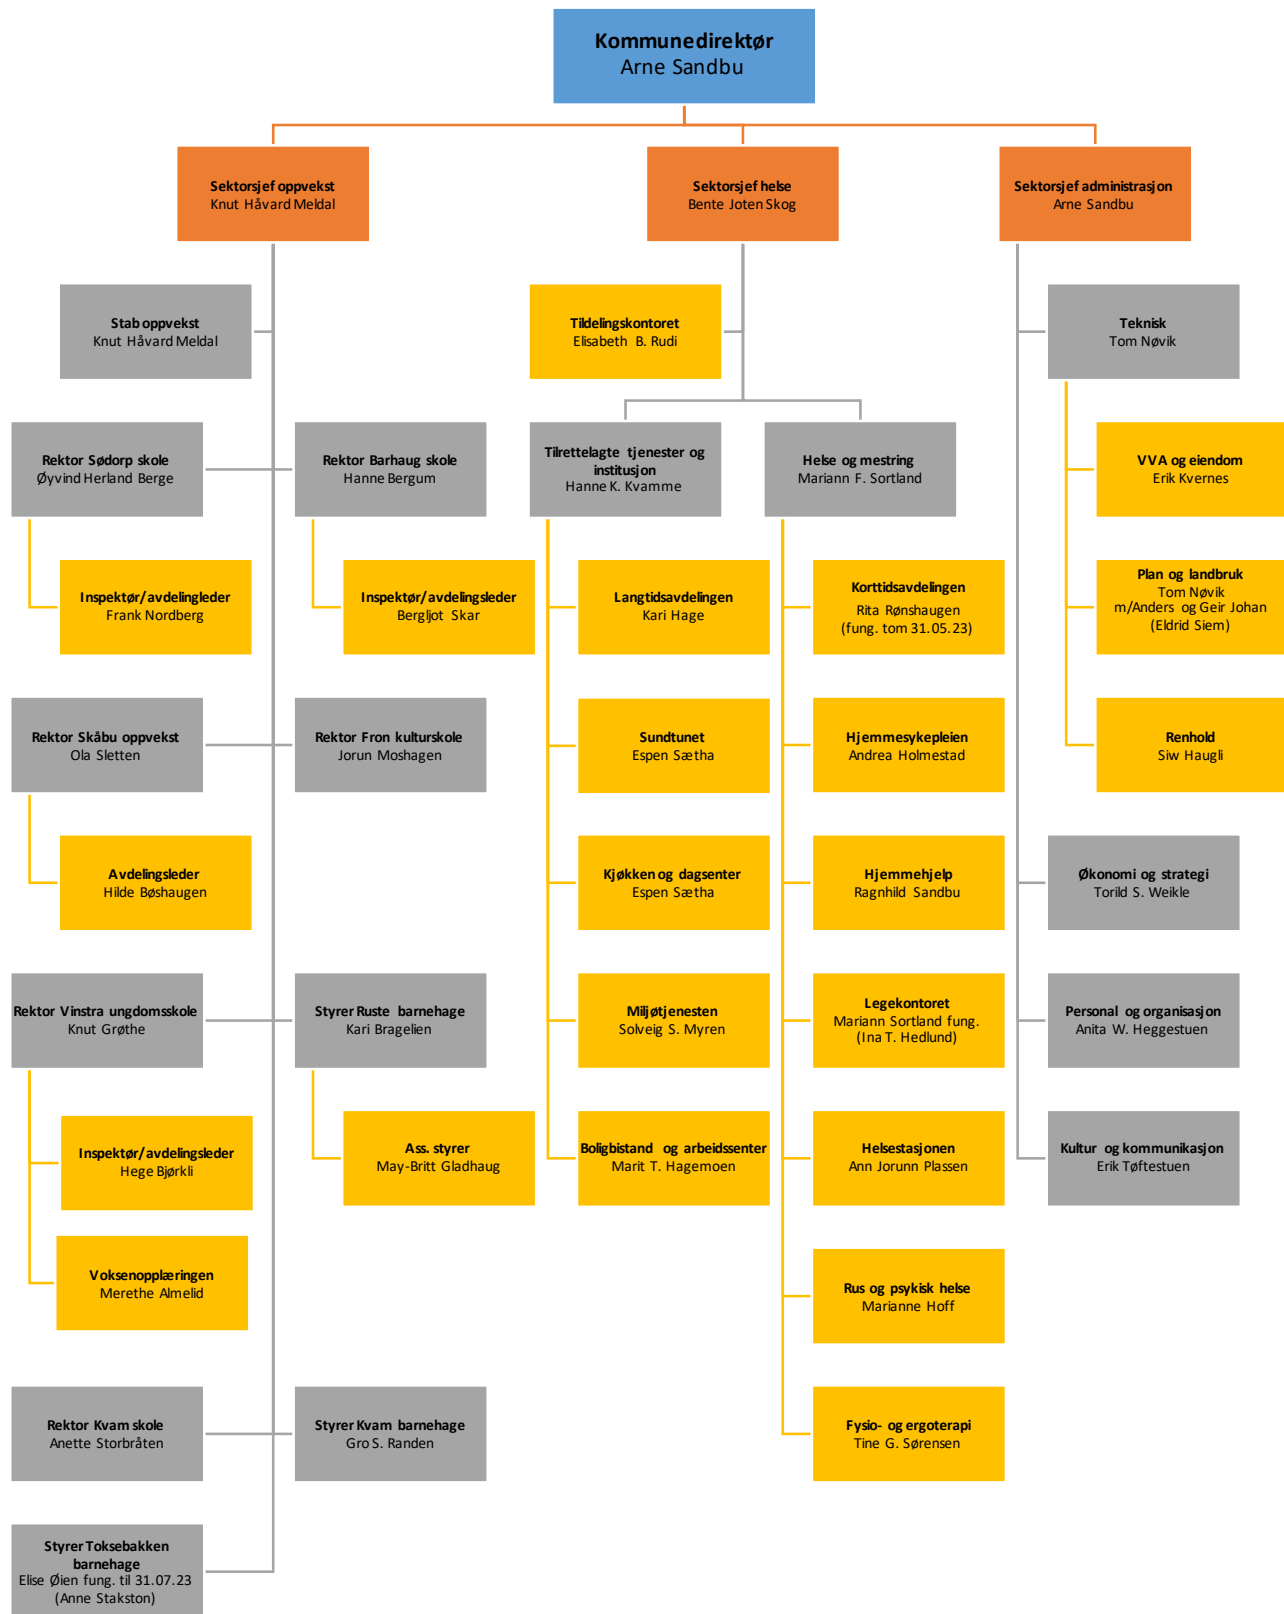 Kommunedirektør
Arne Sandbu
Sektorsjef oppvekst
Knut Håvard Meldal
Sektorsjef helse
Bente Joten Skog
Sektorsjef administrasjon
Arne Sandbu
Stab oppvekst
Knut Håvard Meldal
Tildelingskontoret
Elisabeth B. Rudi
Teknisk
Tom Nøvik
Rektor Sødorp skole
Øyvind Herland Berge
Rektor Barhaug skole
Hanne Bergum
Tilrettelagte tjenester og
institusjon
Hanne K. Kvamme
Helse og mestring
Mariann F. Sortland
VVA og eiendom
Erik Kvernes
Inspektør/avdelingleder
Frank Nordberg
Inspektør/avdelingsleder
Bergljot Skar
Langtidsavdelingen
Kari Hage
Korttidsavdelingen
Rita Rønshaugen
(fung. tom 31.05.23)
Plan og landbruk
Tom Nøvik
m/Anders og Geir Johan
(Eldrid Siem)
Rektor Skåbu oppvekst
Ola Sletten
Rektor Fron kulturskole
Jorun Moshagen
Sundtunet
Espen Sætha
Hjemmesykepleien
Andrea Holmestad
Renhold
Siw Haugli
Avdelingsleder
Hilde Bøshaugen
Kjøkken og dagsenter
Espen Sætha
Hjemmehjelp
Ragnhild Sandbu
Økonomi og strategi
Torild S. Weikle
Rektor Vinstra ungdomsskole
Knut Grøthe
Styrer Ruste barnehage
Kari Bragelien
Miljøtjenesten
Solveig S. Myren
Legekontoret
Mariann Sortland fung.
(Ina T. Hedlund)
Personal og organisasjon
Anita W. Heggestuen
Inspektør/avdelingsleder
Hege Bjørkli
Ass. styrer
May-Britt Gladhaug
Boligbistand og arbeidssenter
Marit T. Hagemoen
Helsestasjonen
Ann Jorunn Plassen
Kultur og kommunikasjon
Erik Tøftestuen
Voksenopplæringen
Merethe Almelid
Rus og psykisk helse
Marianne Hoff
Rektor Kvam skole
Anette Storbråten
Styrer Kvam barnehage
Gro S. Randen
Fysio- og ergoterapi
Tine G. Sørensen
Styrer Toksebakken
barnehage
Elise Øien fung. til 31.07.23
(Anne Stakston)